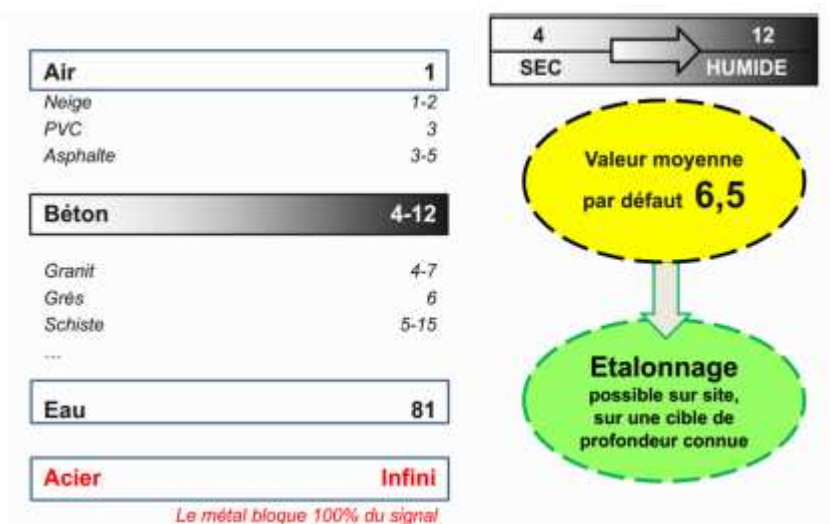 Air 1
Neige 1-2
PVC 3
Asphalte 3-5
Béton 4-12
Granit 4-7
Grès 6
Schiste 5-15
...
Eau 81
Acier Infini
Le métal bloque 100% du signal
4 12
SEC HUMIDE
Valeur moyenne
par défaut 6,5
Etalonnage
possible sur site,
sur une cible de
profondeur connue